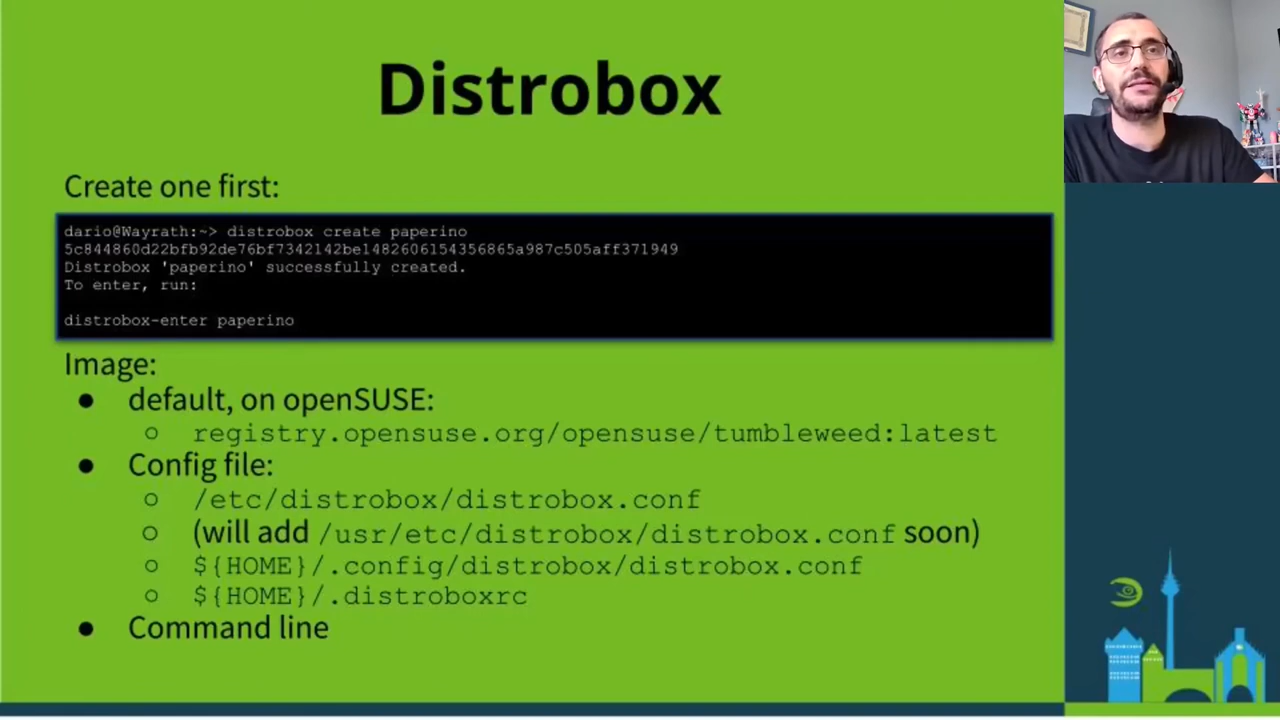 Distrobox
Create one first:
dario@Wayrath:~> distrobox create paperino
5c844860d22bfb92de76bf7342142be1482606154356865a987c505aff371949
Distrobox 'paperino' successfully created.
To enter, run:
distrobox-enter paperino
Image:
● default, on openSUSE:
○ registry.opensuse.org/opensuse/tumbleweed:latest
● Config file:
○ /etc/distrobox/distrobox.conf
○ (will add /usr/etc/distrobox/distrobox.conf soon)
○ ${HOME}/.config/distrobox/distrobox.conf
○ ${HOME}/.distroboxrc
● Command line